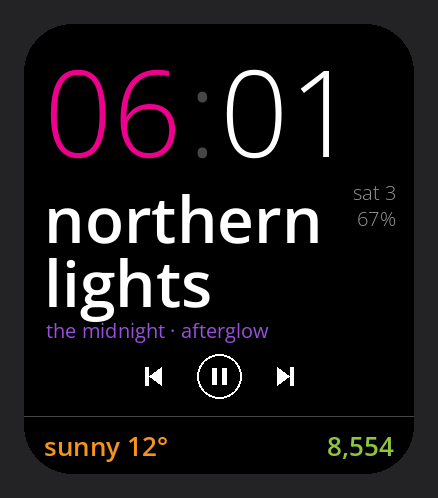 06:01
sat 3
67%
northern
lights
the midnight · afterglow
sunny 12°
8,554